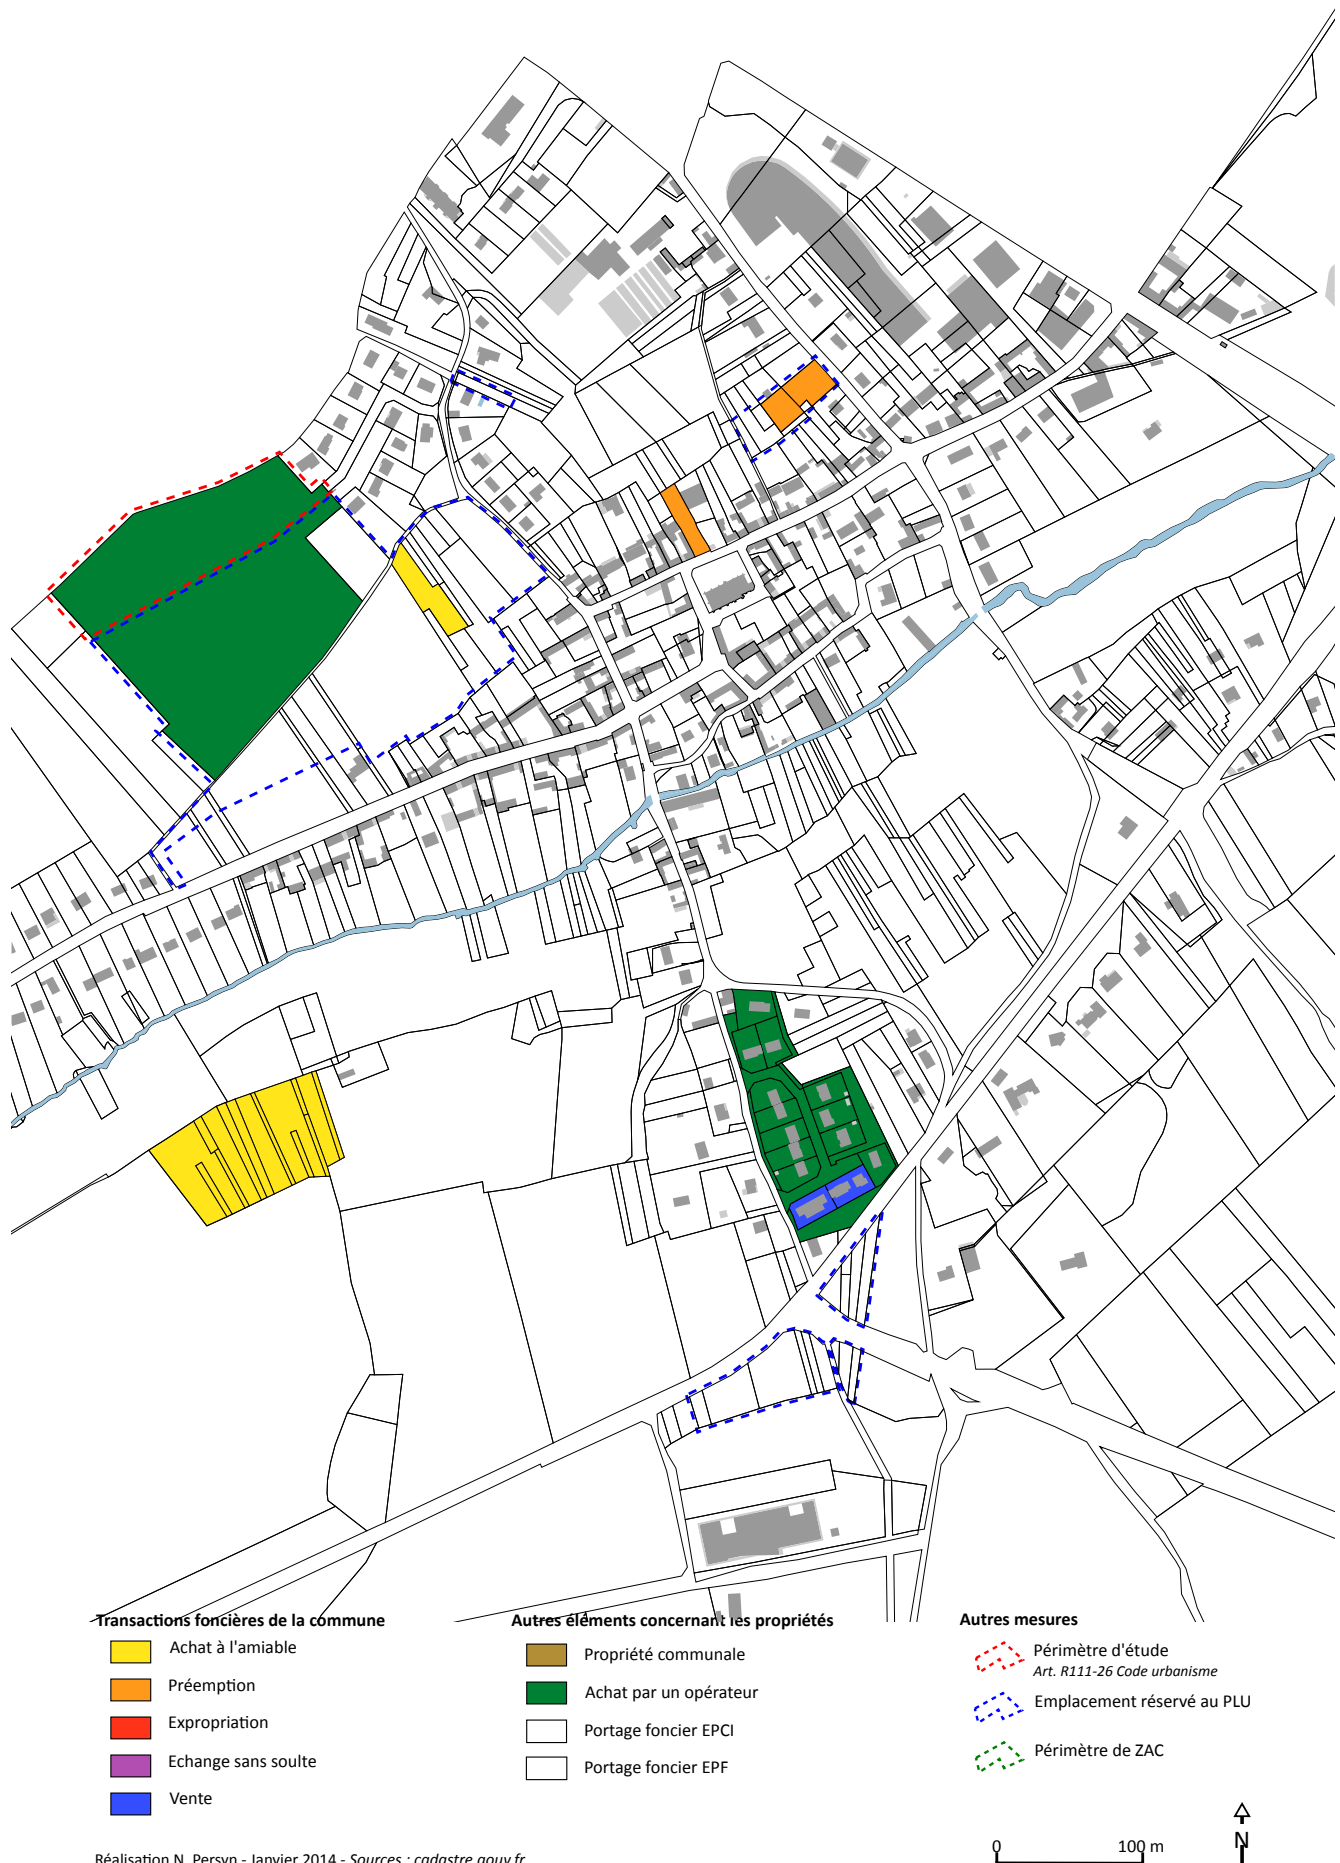 Transactions foncières de la commune
Achat à l'amiable
Préemption
Expropriation
Echange sans soulte
Vente
Autres éléments concernant les propriétés
Propriété communale
Achat par un opérateur
Portage foncier EPCI
Portage foncier EPF
Autres mesures
Périmètre d'étude
Art. R111-26 Code urbanisme
Emplacement réservé au PLU
Périmètre de ZAC
N
0 100 m
Réalisation N. Persyn - Janvier 2014 - Sources : cadastre.gouv.fr